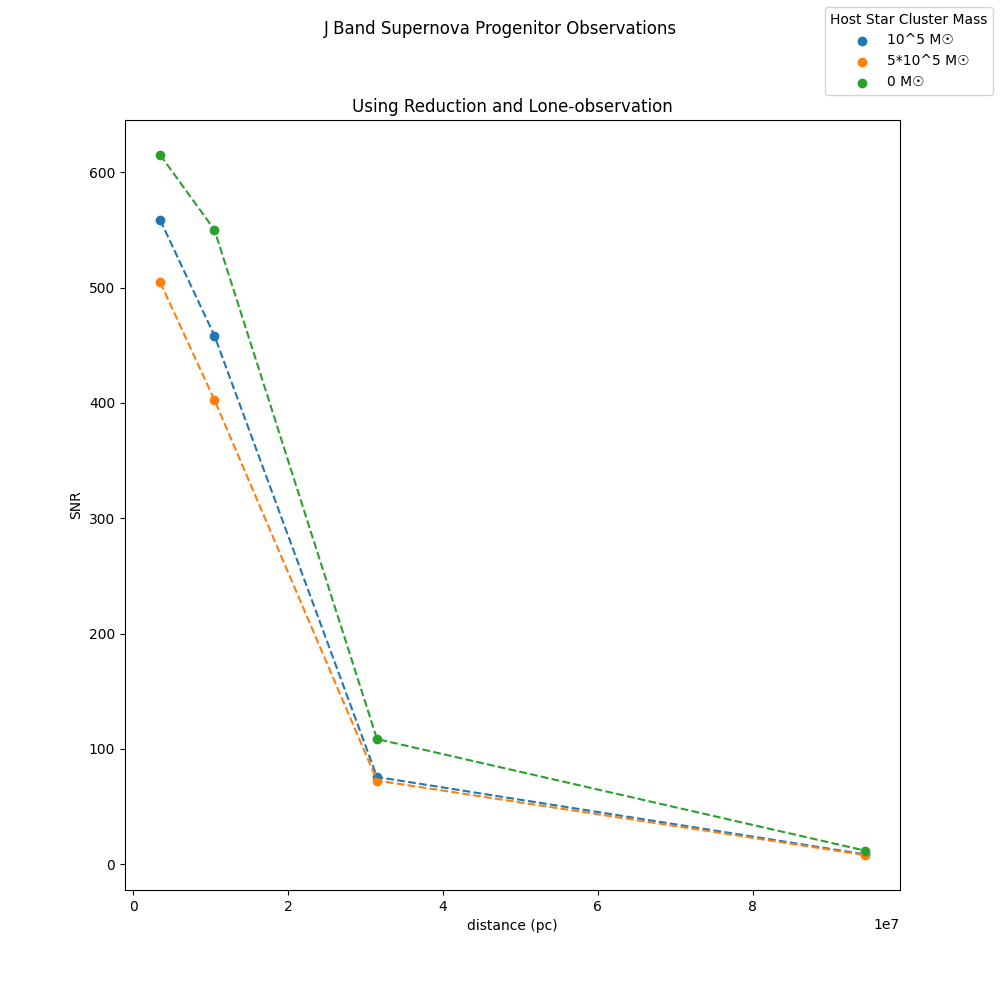 J Band Supernova Progenitor Observations
Host Star Cluster Mass
10^5 M☉
5*10^5 M☉
0 M☉
Using Reduction and Lone-observation
600
500
400
300
200
100
0
SNR
0 2 4 6 8
1e7
distance (pc)